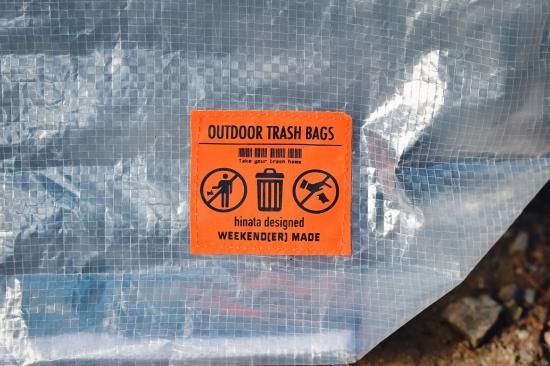 OUTDOOR TRASH BAGS
Take your trash home
hinata designed
WEEKEND(ER) MADE